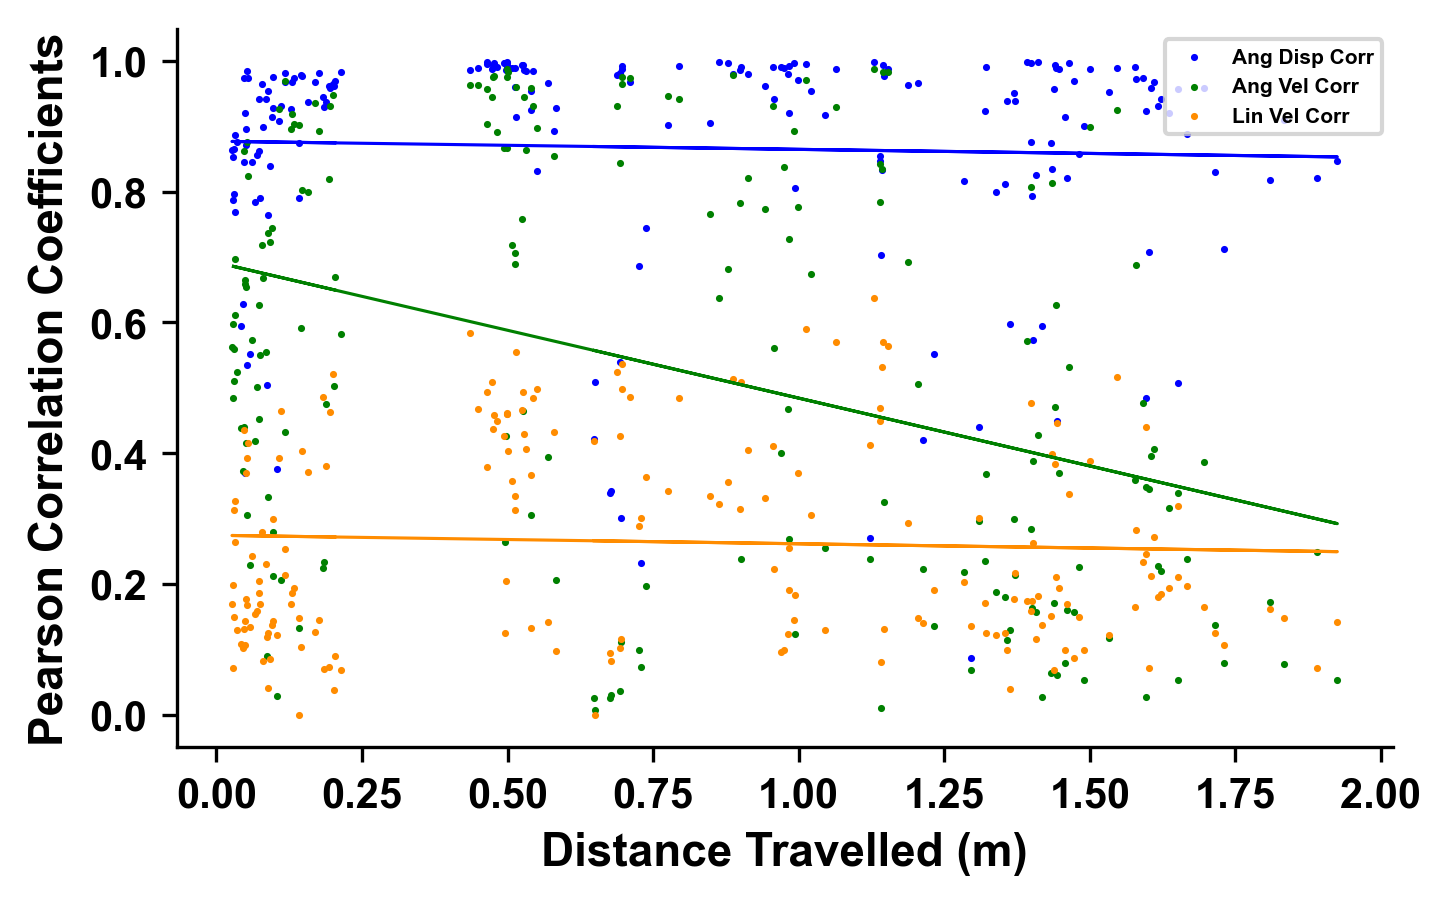 Pearson Correlation Coefficients
1.0
0.8
0.6
0.4
0.2
0.0
Ang Disp Corr
Ang Vel Corr
Lin Vel Corr
0.00 0.25 0.50 0.75 1.00 1.25 1.50 1.75 2.00
Distance Travelled (m)